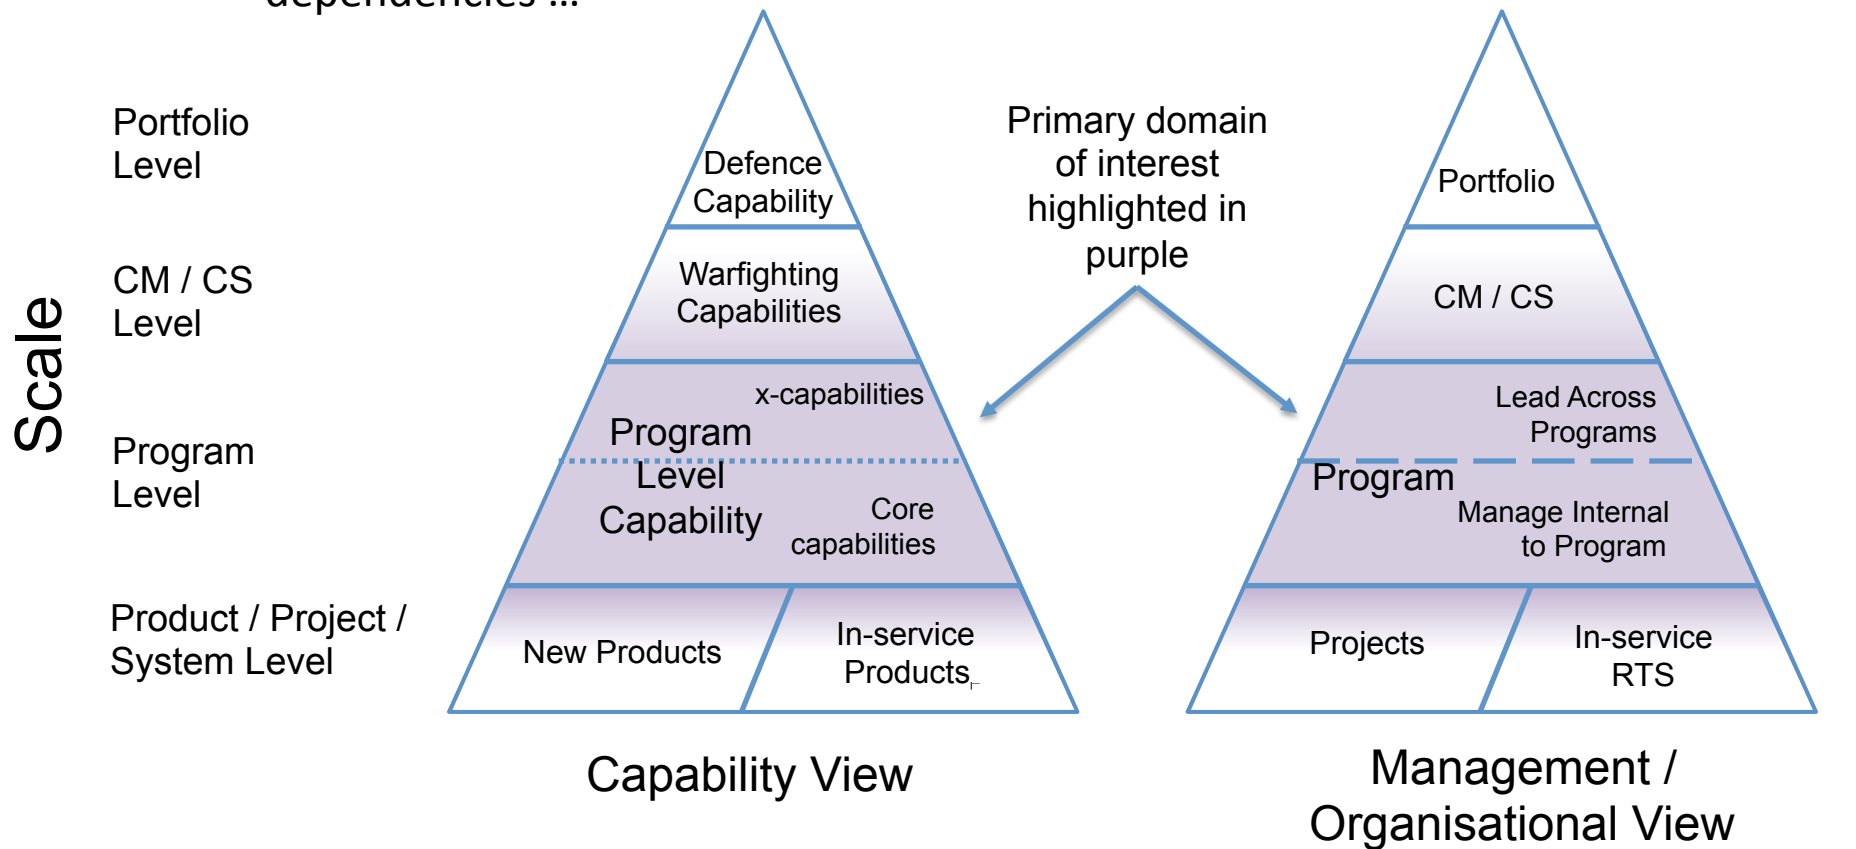 dependencies ...
Portfolio
Level
CM / CS
Level
Program
Level
Product / Project /
System Level
Scale
Defence
Capability
Warfighting
Capabilities
x-capabilities
Program
Level
Capability
Core
capabilities
New Products
In-service
Products
Capability View
Primary domain
of interest
highlighted in
purple
Portfolio
CM / CS
Lead Across
Programs
Program
Manage Internal
to Program
Projects
In-service
RTS
Management /
Organisational View